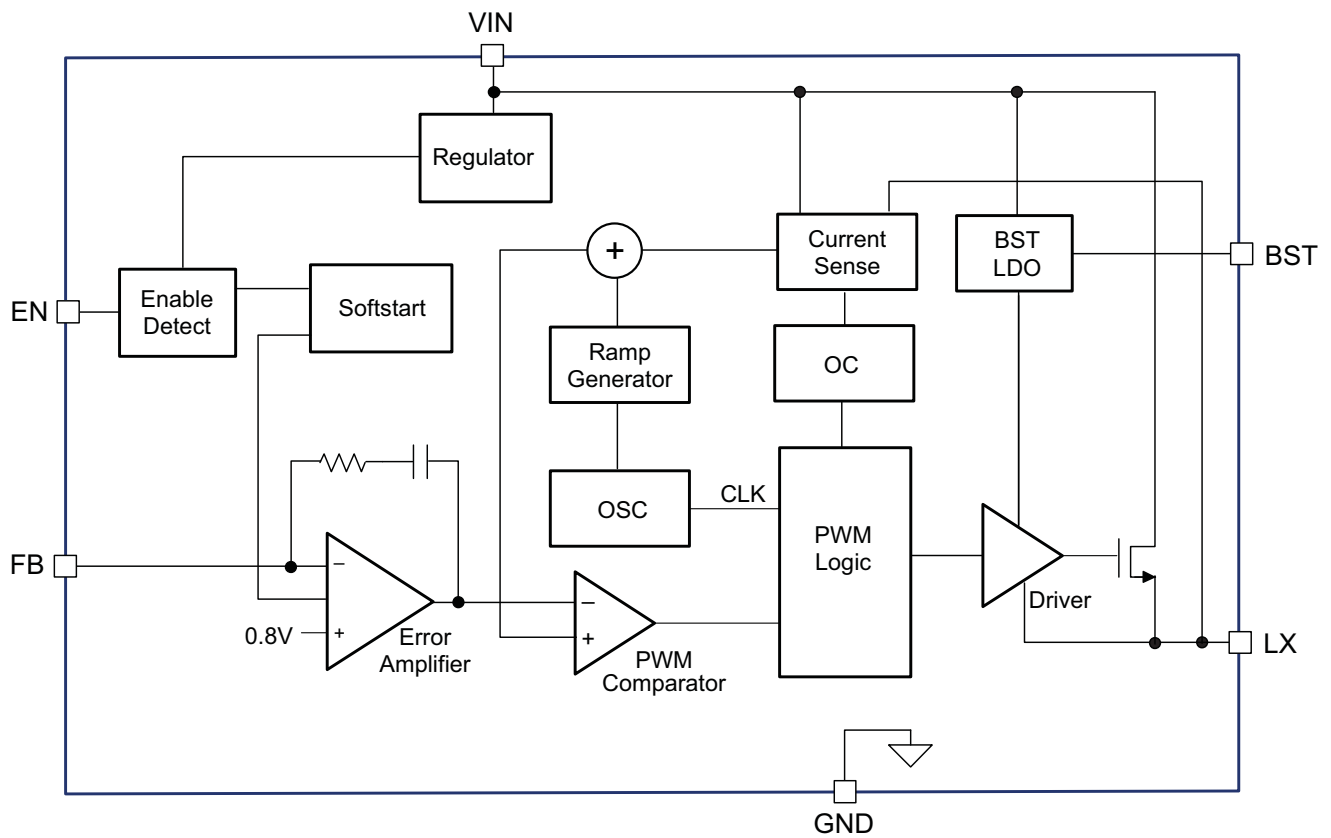 VIN
Regulator
Current
Sense
BST
LDO
BST
+
EN
Enable
Detect
Softstart
Ramp
Generator
OC
OSC
CLK
PWM
Logic
FB
−
0.8V
+
Error
Amplifier
−
+
PWM
Comparator
Driver
LX
GND